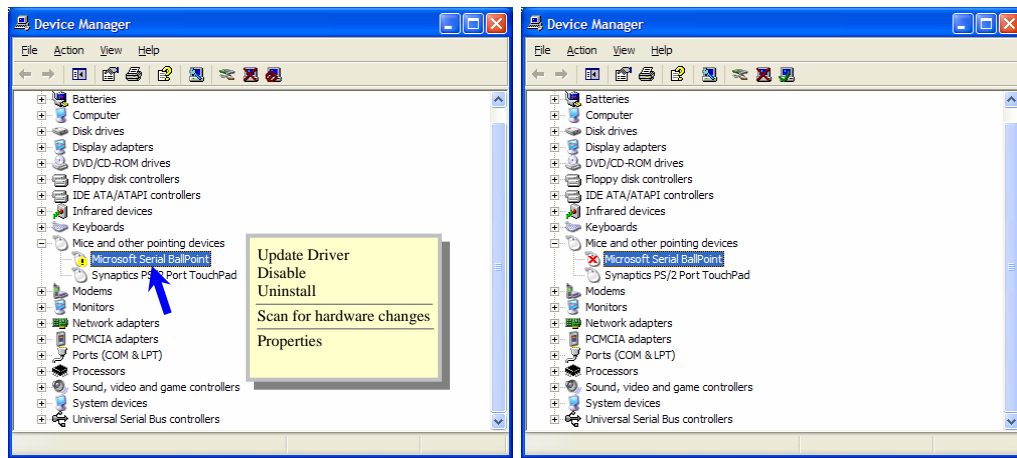 Device Manager
File Action View Help
Batteries
Computer
Disk drives
Display adapters
DVD/CD-ROM drives
Floppy disk controllers
IDE ATA/ATAPI controllers
Infrared devices
Keyboards
Mice and other pointing devices
Microsoft Serial BallPoint
Synaptics PS/2 Port TouchPad
Modems
Monitors
Network adapters
PCMCIA adapters
Ports (COM & LPT)
Processors
Sound, video and game controllers
System devices
Universal Serial Bus controllers
Update Driver
Disable
Uninstall
Scan for hardware changes
Properties
Device Manager
File Action View Help
Batteries
Computer
Disk drives
Display adapters
DVD/CD-ROM drives
Floppy disk controllers
IDE ATA/ATAPI controllers
Infrared devices
Keyboards
Mice and other pointing devices
Microsoft Serial BallPoint
Synaptics PS/2 Port TouchPad
Modems
Monitors
Network adapters
PCMCIA adapters
Ports (COM & LPT)
Processors
Sound, video and game controllers
System devices
Universal Serial Bus controllers